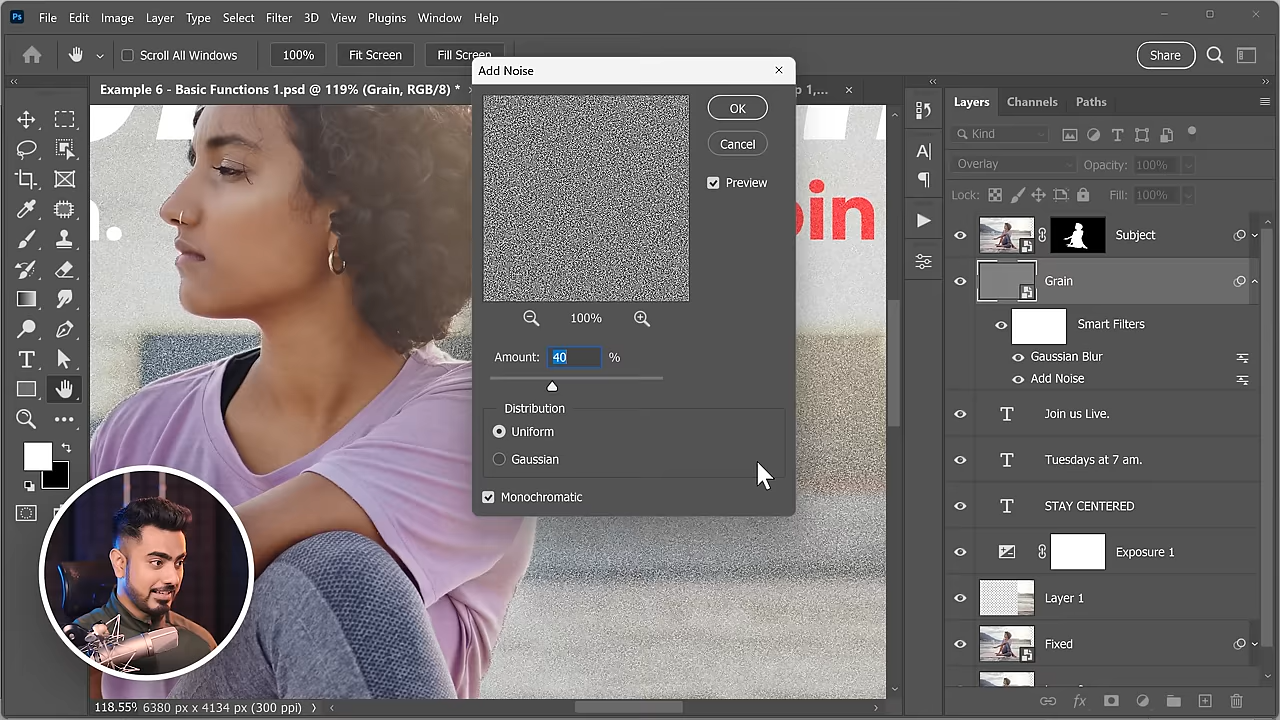 Ps File Edit Image Layer Type Select Filter 3D View Plugins Window Help
Scroll All Windows 100% Fit Screen Fill Screen Share
Example 6 - Basic Functions 1.psd @ 119% (Grain, RGB/8) *
Add Noise
OK
Cancel
Preview
100%
Amount: 40 %
Distribution
Uniform
Gaussian
Monochromatic
Layers Channels Paths
Kind
Overlay Opacity: 100%
Lock: Fill: 100%
Subject
Grain
Smart Filters
Gaussian Blur
Add Noise
Join us Live.
Tuesdays at 7 am.
STAY CENTERED
Exposure 1
Layer 1
Fixed
118.55% 6380 px x 4134 px (300 ppi)